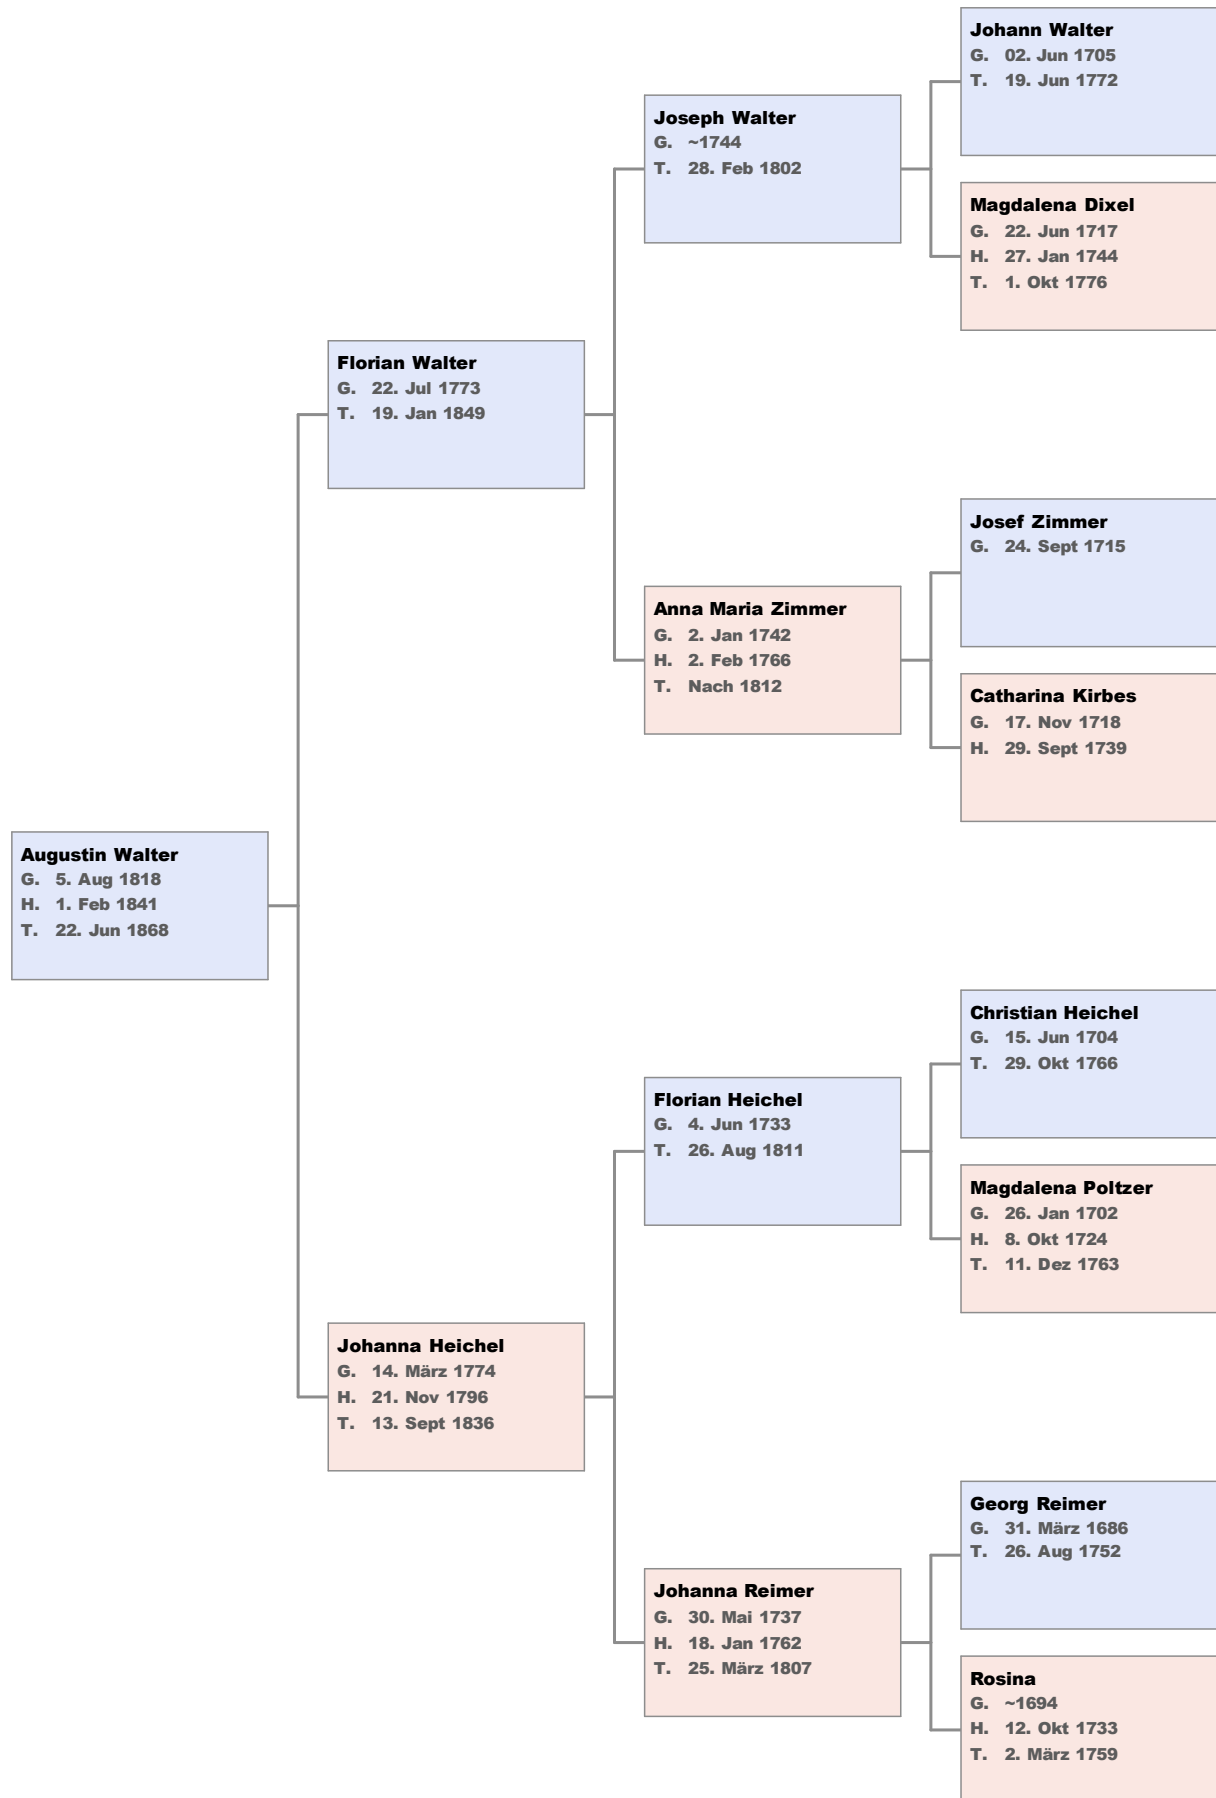 Johann Walter
G. 02. Jun 1705
T. 19. Jun 1772
Joseph Walter
G. ~1744
T. 28. Feb 1802
Magdalena Dixel
G. 22. Jun 1717
H. 27. Jan 1744
T. 1. Okt 1776
Florian Walter
G. 22. Jul 1773
T. 19. Jan 1849
Josef Zimmer
G. 24. Sept 1715
Anna Maria Zimmer
G. 2. Jan 1742
H. 2. Feb 1766
T. Nach 1812
Catharina Kirbes
G. 17. Nov 1718
H. 29. Sept 1739
Augustin Walter
G. 5. Aug 1818
H. 1. Feb 1841
T. 22. Jun 1868
Christian Heichel
G. 15. Jun 1704
T. 29. Okt 1766
Florian Heichel
G. 4. Jun 1733
T. 26. Aug 1811
Magdalena Poltzer
G. 26. Jan 1702
H. 8. Okt 1724
T. 11. Dez 1763
Johanna Heichel
G. 14. März 1774
H. 21. Nov 1796
T. 13. Sept 1836
Georg Reimer
G. 31. März 1686
T. 26. Aug 1752
Johanna Reimer
G. 30. Mai 1737
H. 18. Jan 1762
T. 25. März 1807
Rosina
G. ~1694
H. 12. Okt 1733
T. 2. März 1759